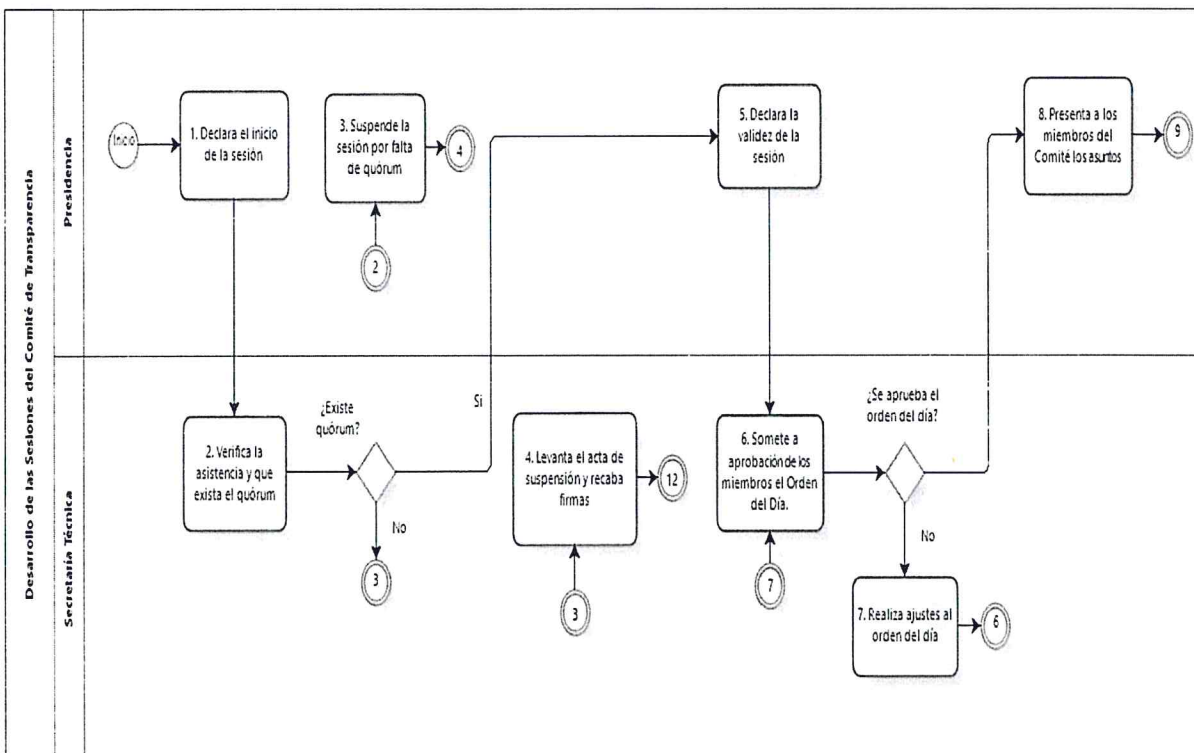 Desarrollo de las Sesiones del Comité de Transparencia
Presidencia
Inicio
1. Declara el inicio
de la sesión
3. Suspende la
sesión por falta
de quórum
4
2
5. Declara la
validez de la
sesión
8. Presenta a los
miembros del
Comité los asuntos
9
Secretaría Técnica
2. Verifica la
asistencia y que
exista el quórum
¿Existe
quórum?
Si
No
3
4. Levanta el acta de
suspensión y recaba
firmas
12
3
6. Somete a
aprobación de los
miembros el Orden
del Día.
7
¿Se aprueba el
orden del día?
No
7. Realiza ajustes al
orden del día
6